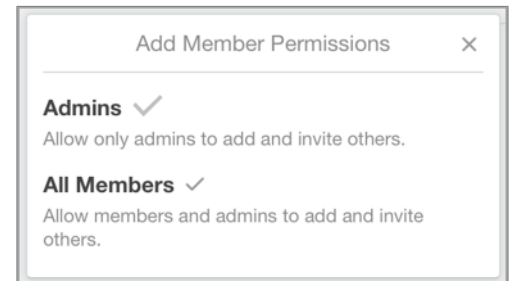 Add Member Permissions
Admins
Allow only admins to add and invite others.
All Members
Allow members and admins to add and invite
others.